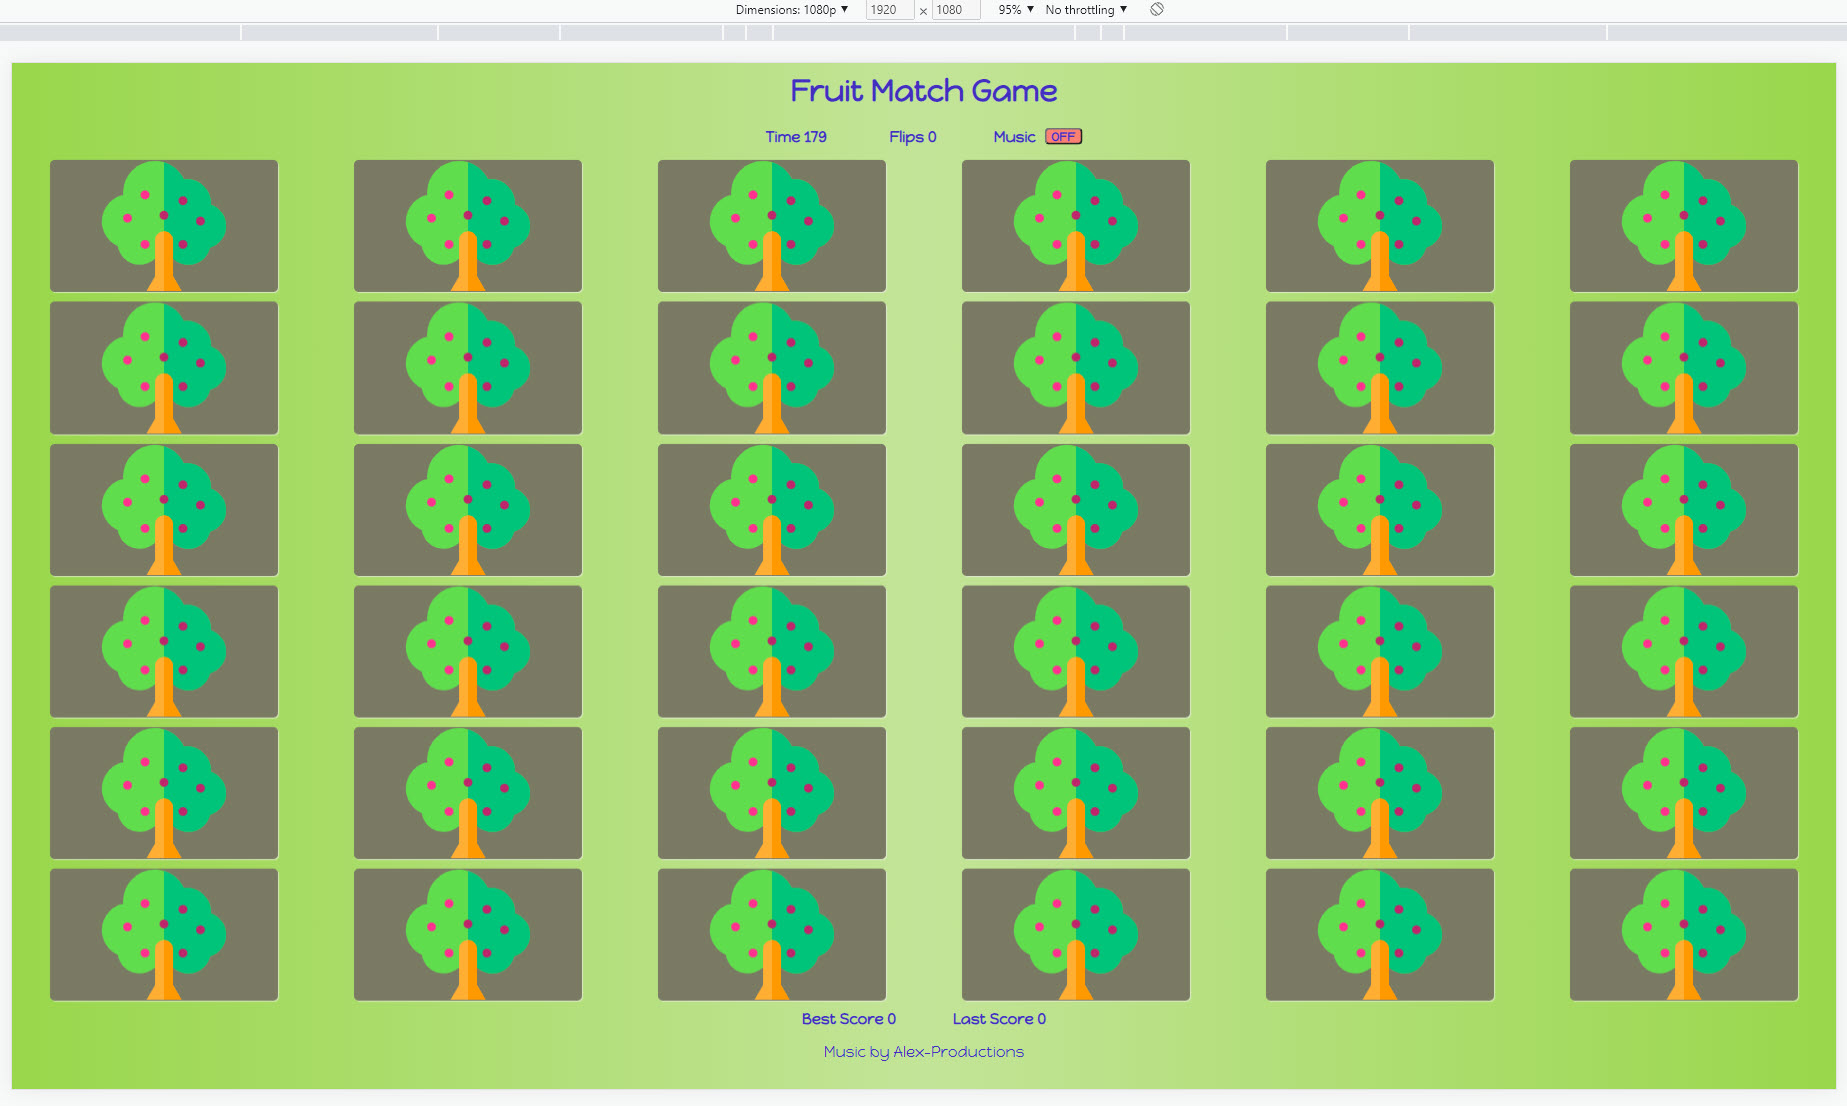 Dimensions: 1080p ▼ 1920 × 1080 95% ▼ No throttling ▼
Fruit Match Game
Time 179 Flips 0 Music OFF
Best Score 0 Last Score 0
Music by Alex-Productions